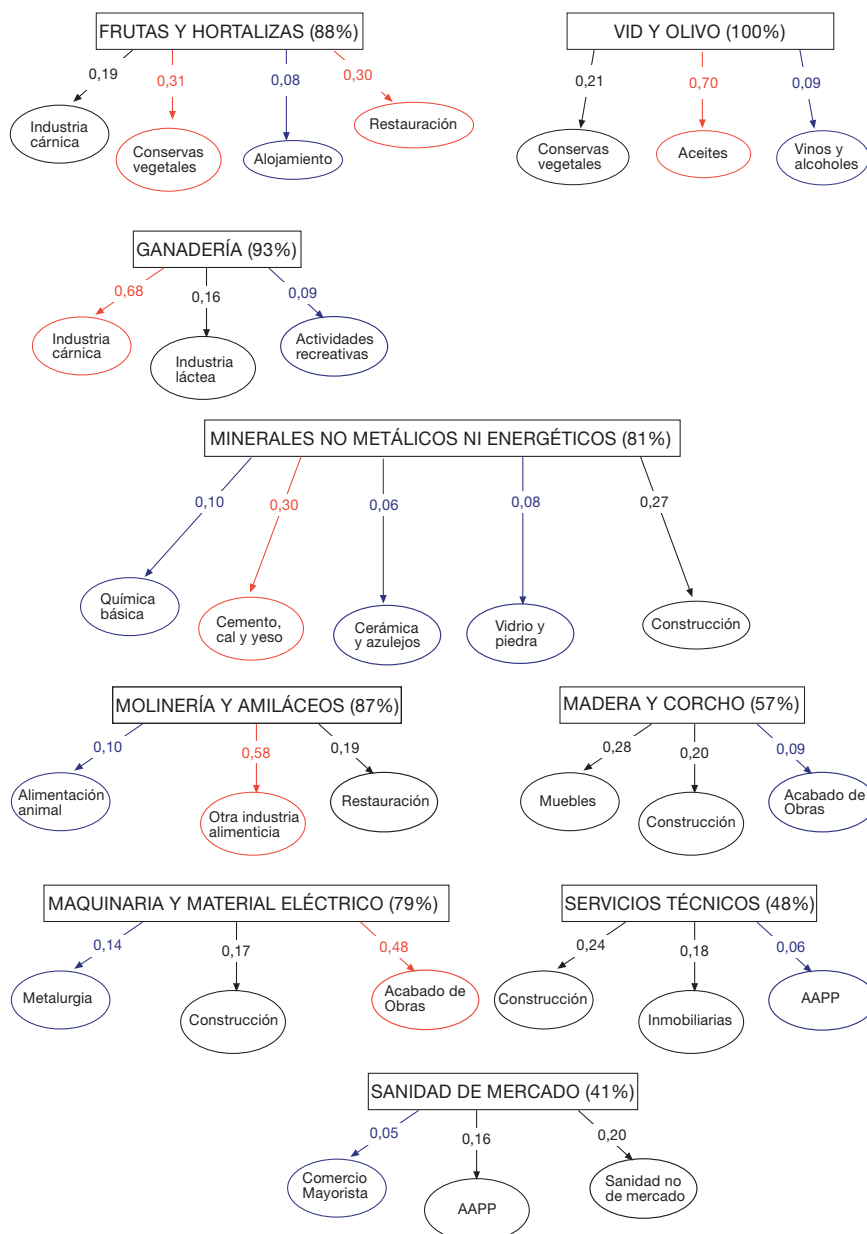 FRUTAS Y HORTALIZAS (88%)
0,19
0,31
0,08
0,30
Industria
cárnica
Conservas
vegetales
Alojamiento
Restauración
VID Y OLIVO (100%)
0,21
0,70
0,09
Conservas
vegetales
Aceites
Vinos y
alcoholes
GANADERÍA (93%)
0,68
0,16
0,09
Industria
cárnica
Industria
láctea
Actividades
recreativas
MINERALES NO METÁLICOS NI ENERGÉTICOS (81%)
0,10
0,30
0,06
0,08
0,27
Química
básica
Cemento,
cal y yeso
Cerámica
y azulejos
Vidrio y
piedra
Construcción
MOLINERÍA Y AMILÁCEOS (87%)
0,10
0,58
0,19
Alimentación
animal
Otra industria
alimenticia
Restauración
MADERA Y CORCHO (57%)
0,28
0,20
0,09
Muebles
Construcción
Acabado de
Obras
MAQUINARIA Y MATERIAL ELÉCTRICO (79%)
0,14
0,17
0,48
Metalurgia
Construcción
Acabado de
Obras
SERVICIOS TÉCNICOS (48%)
0,24
0,18
0,06
Construcción
Inmobiliarias
AAPP
SANIDAD DE MERCADO (41%)
0,05
0,16
0,20
Comercio
Mayorista
AAPP
Sanidad no
de mercado